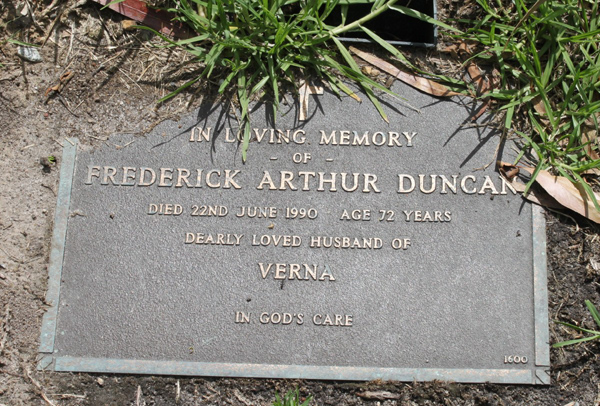 IN LOVING MEMORY
- OF -
FREDERICK ARTHUR DUNCAN
DIED 22ND JUNE 1990 AGE 72 YEARS
DEARLY LOVED HUSBAND OF
VERNA
IN GOD'S CARE
1600